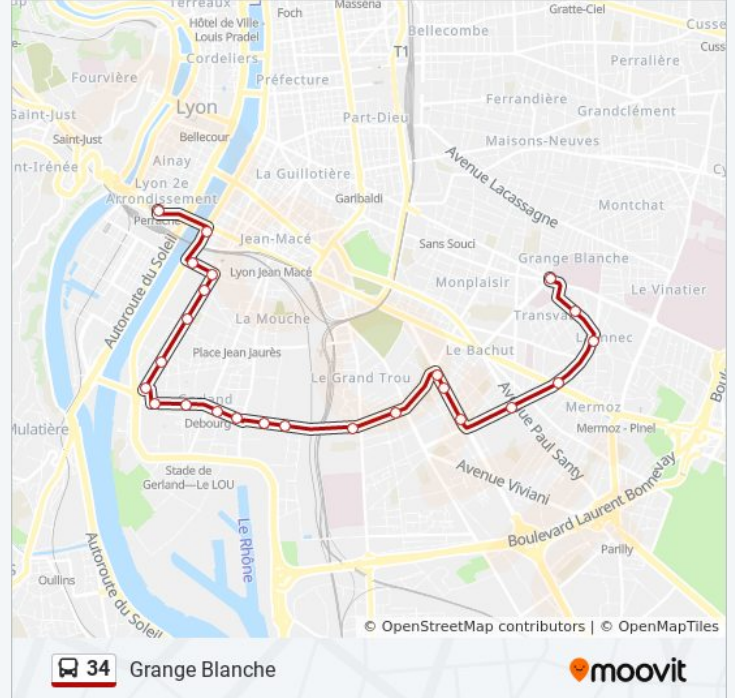 Terreaux
Foch
Masséna
Gratte-Ciel
Hôtel de Ville
Louis Pradel
Bellecombe
Cusse
Cuss
Cordeliers
T1
Fourvière
Préfecture
Perralière
Lyon
Ferrandière
Grandclément
Saint-Just
Part-Dieu
Saint-Just
Bellecour
Maisons-Neuves
nt-Irénée
Ainay
Avenue Lacassagne
La Guillotière
Lyon 2e
Arrondissement
Garibaldi
Montchat
Perrache
Jean-Macé
Sans Souci
Grange Blanche
Autoroute du Soleil
Lyon Jean Macé
Monplaisir
Le Vinatier
La Mouche
Place Jean Jaurès
Le Bachut
Le Grand Trou
Gerland
Debourg
Mermoz
Mermoz - Pinel
Avenue Paul Santy
Stade de
Gerland—Le LOU
Avenue Viviani
Boulevard Laurent Bonnevay
Le Rhône
Autoroute du Soleil
Parilly
Oullins
© OpenStreetMap contributors | © OpenMapTiles
34 Grange Blanche
moovit